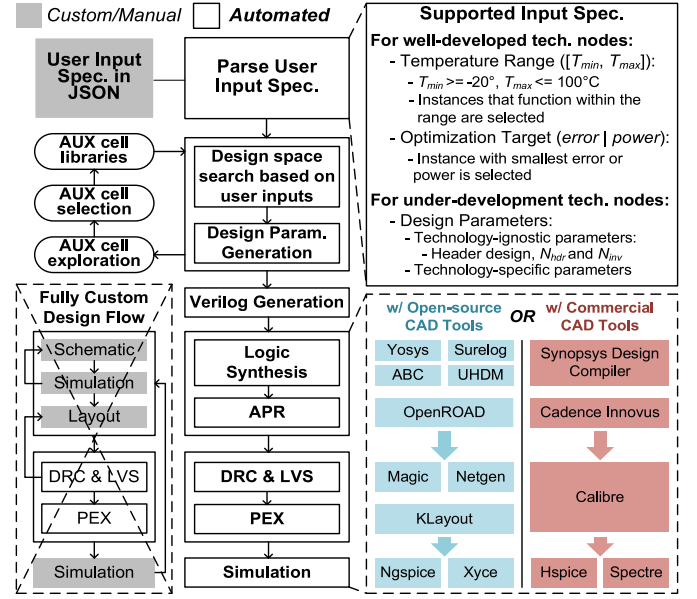 Custom/Manual
Automated
User Input
Spec. in
JSON
Parse User
Input Spec.
AUX cell
libraries
AUX cell
selection
AUX cell
exploration
Design space
search based on
user inputs
Design Param.
Generation
Verilog Generation
Logic
Synthesis
APR
DRC & LVS
PEX
Simulation
Fully Custom
Design Flow
Schematic
Simulation
Layout
DRC & LVS
PEX
Simulation
Supported Input Spec.
For well-developed tech. nodes:
- Temperature Range ([Tmin, Tmax]):
- Tmin >= -20°, Tmax <= 100°C
- Instances that function within the
range are selected
- Optimization Target (error | power):
- Instance with smallest error or
power is selected
For under-development tech. nodes:
- Design Parameters:
- Technology-ignostic parameters:
- Header design, Nhdr and Ninv
- Technology-specific parameters
w/ Open-source
CAD Tools
OR
w/ Commercial
CAD Tools
Yosys
Surelog
ABC
UHDM
OpenROAD
Magic
Netgen
KLayout
Ngspice
Xyce
Synopsys Design
Compiler
Cadence Innovus
Calibre
Hspice
Spectre